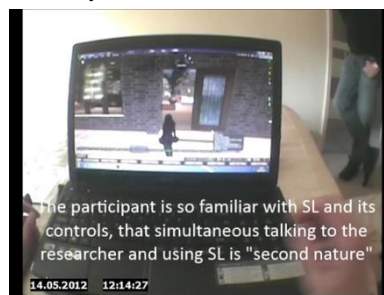 The participant is so familiar with SL and its
controls, that simultaneous talking to the
researcher and using SL is "second nature"
14.05.2012 12:14:27